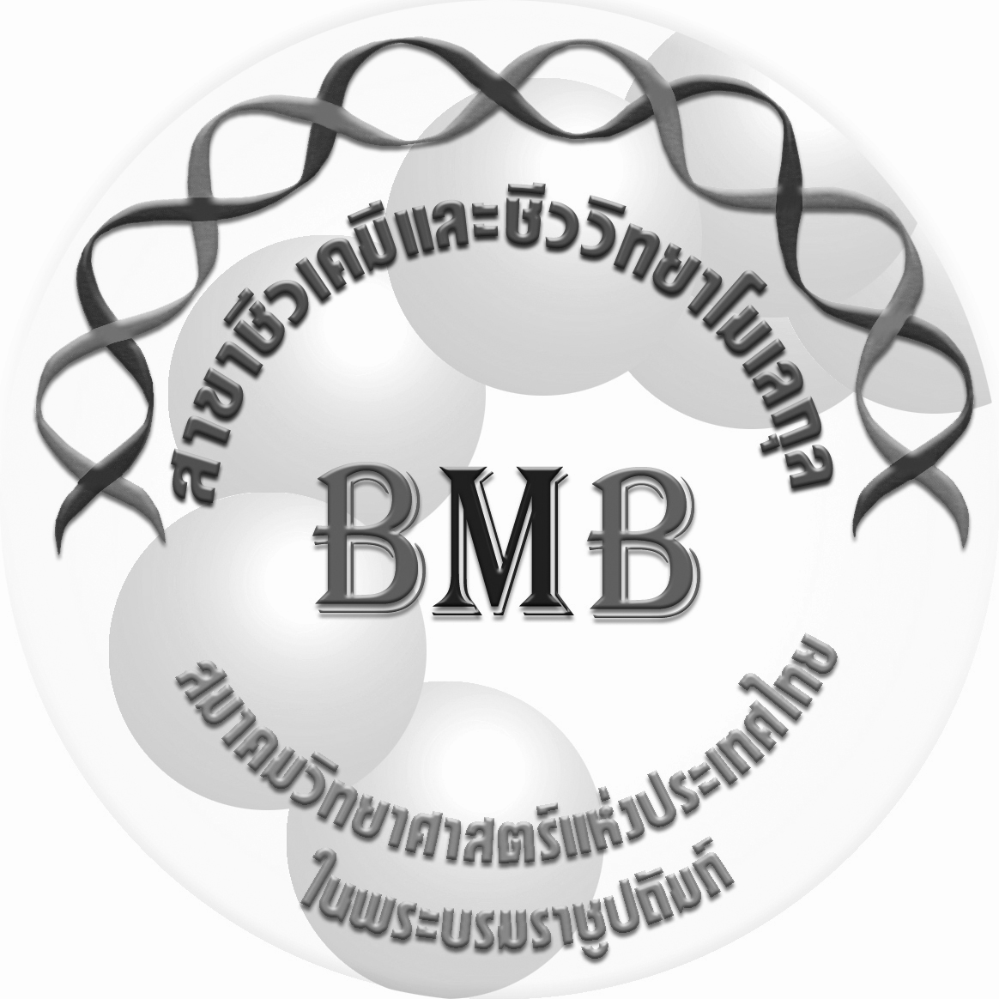 สาขาชีวเคมีและชีววิทยาโมเลกุล
BMB
สมาคมวิทยาศาสตร์แห่งประเทศไทย
ในพระบรมราชูปถัมภ์